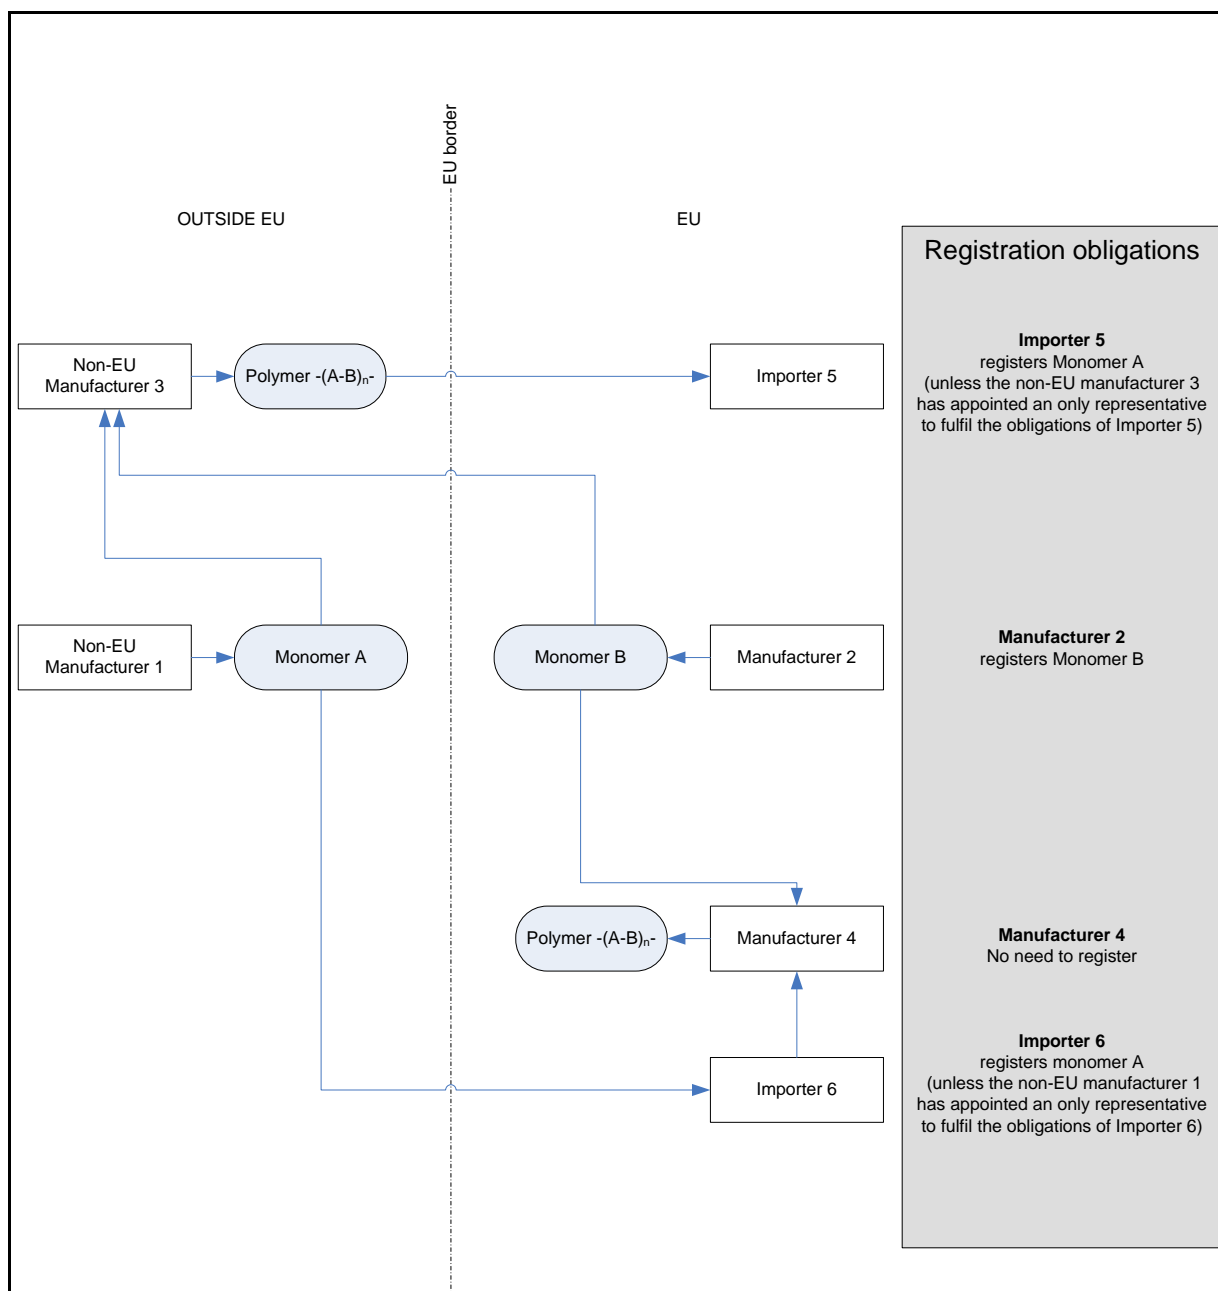 EU border
OUTSIDE EU
EU
Registration obligations
Non-EU
Manufacturer 3
Polymer -(A-B)n-
Importer 5
Importer 5
registers Monomer A
(unless the non-EU manufacturer 3
has appointed an only representative
to fulfil the obligations of Importer 5)
Non-EU
Manufacturer 1
Monomer A
Monomer B
Manufacturer 2
Manufacturer 2
registers Monomer B
Polymer -(A-B)n-
Manufacturer 4
Manufacturer 4
No need to register
Importer 6
Importer 6
registers monomer A
(unless the non-EU manufacturer 1
has appointed an only representative
to fulfil the obligations of Importer 6)